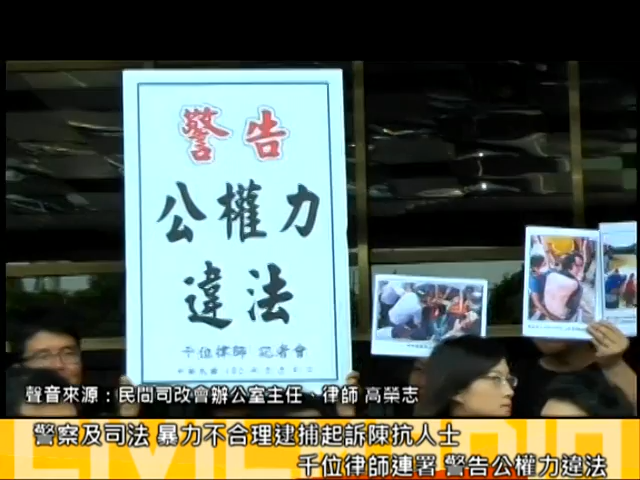 警告
公權力
違法
千位律師 記者會
聲音來源：民間司改會辦公室主任、律師 高榮志
警察及司法 暴力不合理逮捕起訴陳抗人士
千位律師連署 警告公權力違法